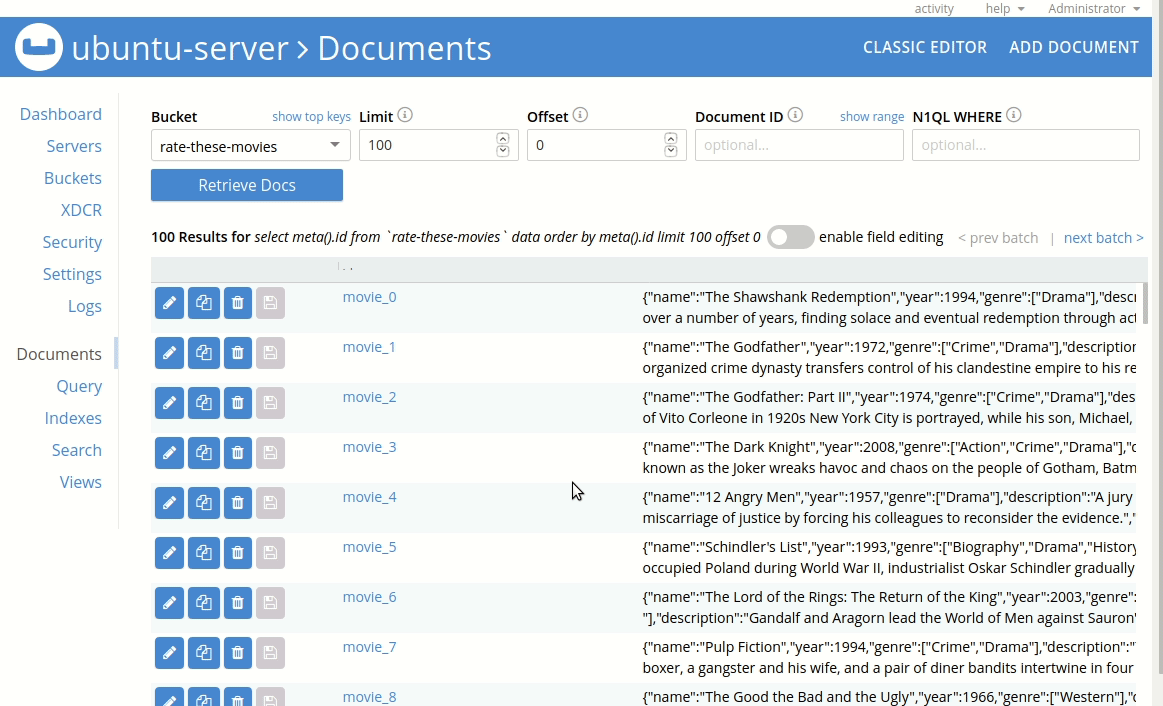 activity help Administrator
ubuntu-server > Documents CLASSIC EDITOR ADD DOCUMENT
Dashboard
Servers
Buckets
XDCR
Security
Settings
Logs
Documents
Query
Indexes
Search
Views
Bucket show top keys Limit Offset Document ID show range N1QL WHERE
rate-these-movies 100 0 optional... optional...
Retrieve Docs
100 Results for select meta().id from `rate-these-movies` data order by meta().id limit 100 offset 0 enable field editing < prev batch | next batch >
movie_0 {"name":"The Shawshank Redemption","year":1994,"genre":["Drama"],"descr
over a number of years, finding solace and eventual redemption through act
movie_1 {"name":"The Godfather","year":1972,"genre":["Crime","Drama"],"description
organized crime dynasty transfers control of his clandestine empire to his re
movie_2 {"name":"The Godfather: Part II","year":1974,"genre":["Crime","Drama"],"des
of Vito Corleone in 1920s New York City is portrayed, while his son, Michael,
movie_3 {"name":"The Dark Knight","year":2008,"genre":["Action","Crime","Drama"],"d
known as the Joker wreaks havoc and chaos on the people of Gotham, Batm
movie_4 {"name":"12 Angry Men","year":1957,"genre":["Drama"],"description":"A jury
miscarriage of justice by forcing his colleagues to reconsider the evidence.","
movie_5 {"name":"Schindler's List","year":1993,"genre":["Biography","Drama","History
occupied Poland during World War II, industrialist Oskar Schindler gradually
movie_6 {"name":"The Lord of the Rings: The Return of the King","year":2003,"genre":
"],"description":"Gandalf and Aragorn lead the World of Men against Sauron'
movie_7 {"name":"Pulp Fiction","year":1994,"genre":["Crime","Drama"],"description":"
boxer, a gangster and his wife, and a pair of diner bandits intertwine in four
movie_8 {"name":"The Good the Bad and the Ugly","year":1966,"genre":["Western"],"d